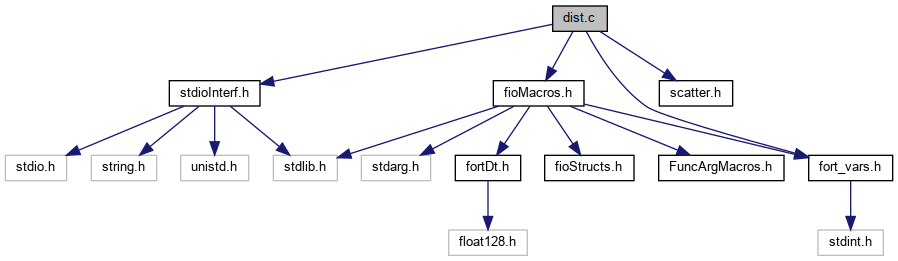 dist.c
stdioInterf.h
fioMacros.h
scatter.h
stdio.h
string.h
unistd.h
stdlib.h
stdarg.h
fortDt.h
fioStructs.h
FuncArgMacros.h
fort_vars.h
float128.h
stdint.h